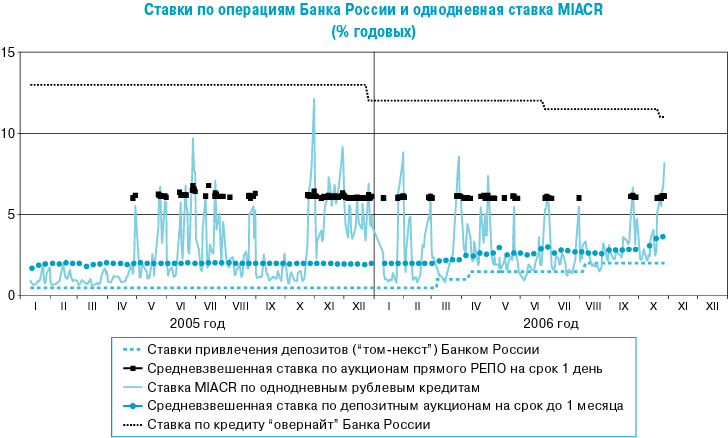 Ставки по операциям Банка России и однодневная ставка MIACR
(% годовых)
15
10
5
0
I II III IV V VI VII VIII IX X XI XII I II III IV V VI VII VIII IX X XI XII
2005 год 2006 год
Ставки привлечения депозитов (“том-некст”) Банком России
Средневзвешенная ставка по аукционам прямого РЕПО на срок 1 день
Ставка MIACR по однодневным рублевым кредитам
Средневзвешенная ставка по депозитным аукционам на срок до 1 месяца
Ставка по кредиту “овернайт” Банка России